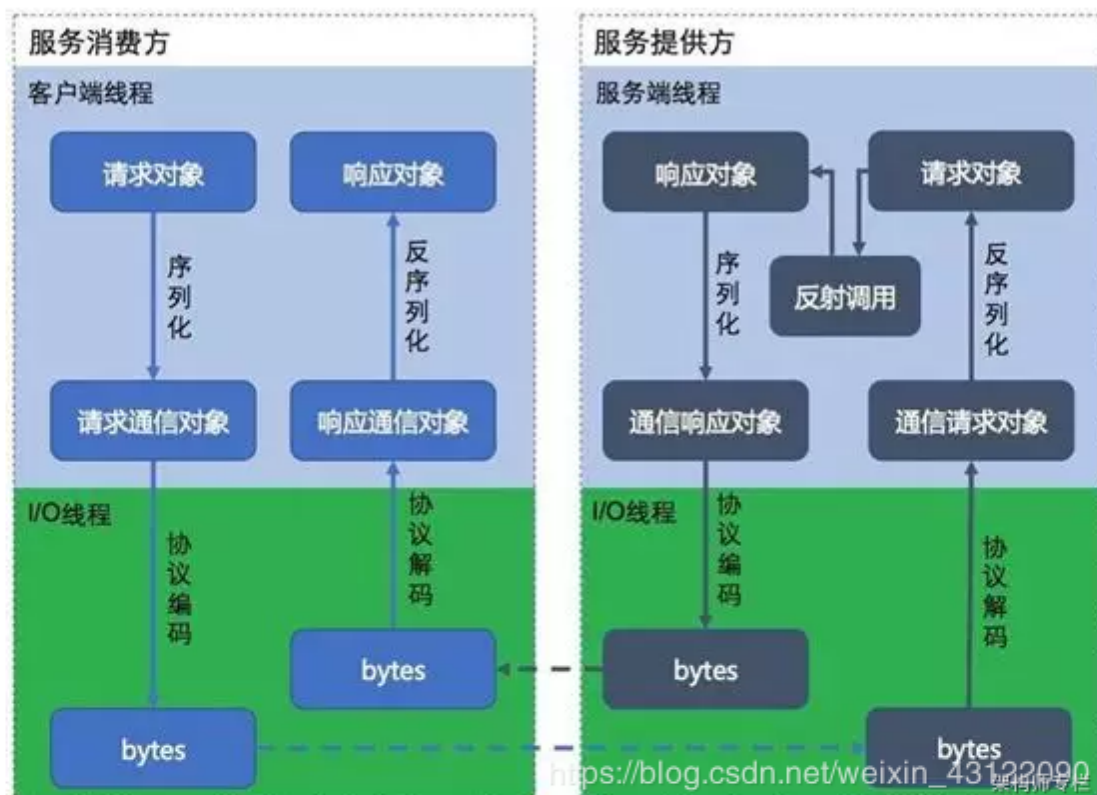 服务消费方
客户端线程
请求对象
响应对象
序列化
反序列化
请求通信对象
响应通信对象
I/O线程
协议编码
协议解码
bytes
bytes
服务提供方
服务端线程
响应对象
请求对象
反射调用
序列化
反序列化
通信响应对象
通信请求对象
I/O线程
协议编码
协议解码
bytes
bytes
https://blog.csdn.net/weixin_43122090
架构师专栏